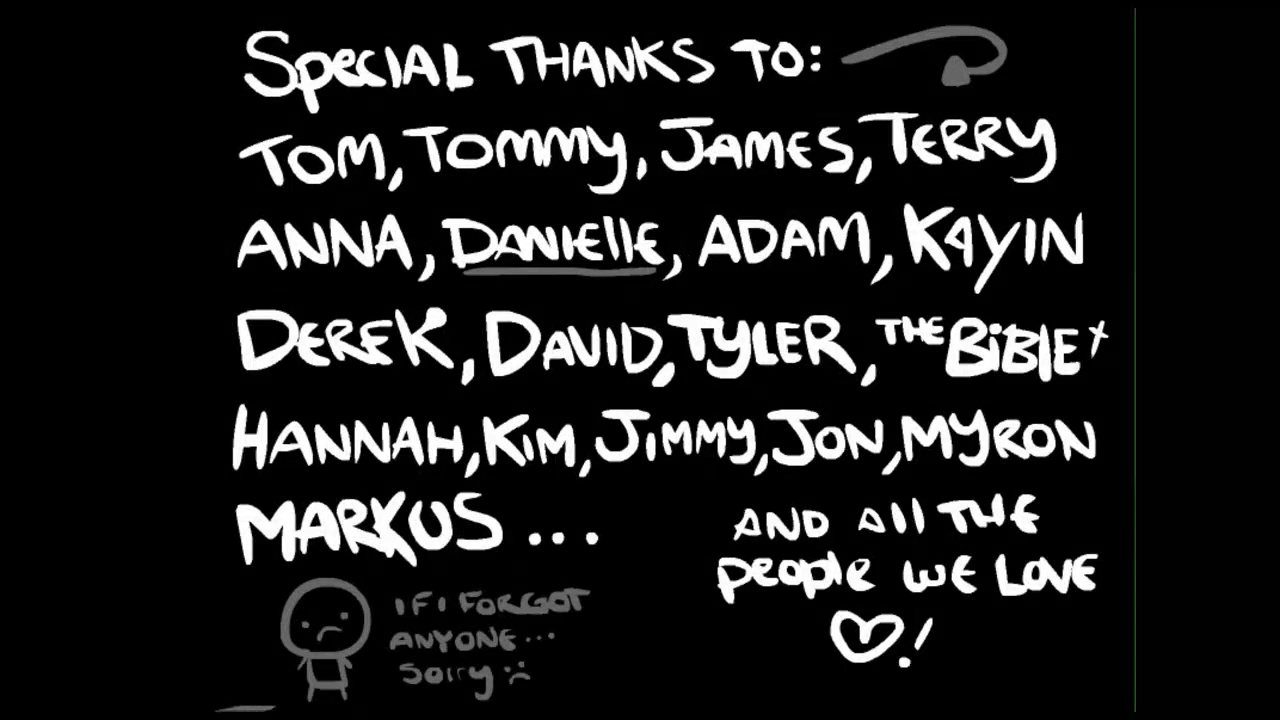 SpeciAL THANKS TO:
TOM, TOMMY, JAMES, TERRY
ANNA, DANIElle, ADAM, KAYIN
DEREK, DAVID, TYLER, THE BiBLE
HANNAH, KiM, JiMMY, JON, MYRON
MARKUS...
AND All THE
people WE LOVE
♡!
IF I FORGOT
ANYONE...
Sorry :(